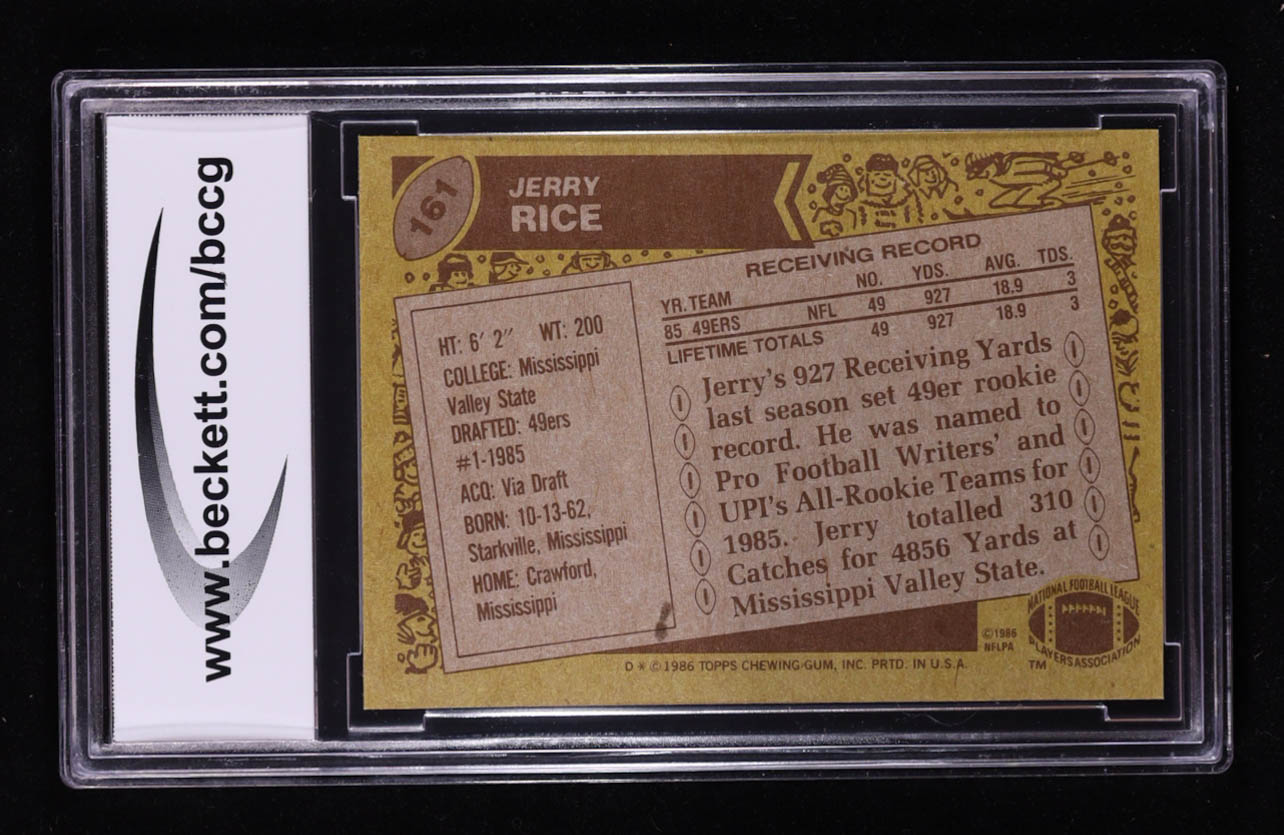 www.beckett.com/bccg
161
JERRY
RICE
HT: 6′ 2″ WT: 200
COLLEGE: Mississippi
Valley State
DRAFTED: 49ers
#1-1985
ACQ: Via Draft
BORN: 10-13-62,
Starkville, Mississippi
HOME: Crawford,
Mississippi
RECEIVING RECORD
YR. TEAM NO. YDS. AVG. TDS.
85 49ERS NFL 49 927 18.9 3
LIFETIME TOTALS 49 927 18.9 3
Jerry's 927 Receiving Yards
last season set 49er rookie
record. He was named to
Pro Football Writers' and
UPI's All-Rookie Teams for
1985. Jerry totalled 310
Catches for 4856 Yards at
Mississippi Valley State.
©1986
NFLPA
NATIONAL FOOTBALL LEAGUE
PLAYERS ASSOCIATION
TM
D * © 1986 TOPPS CHEWING GUM, INC. PRTD. IN U.S.A.